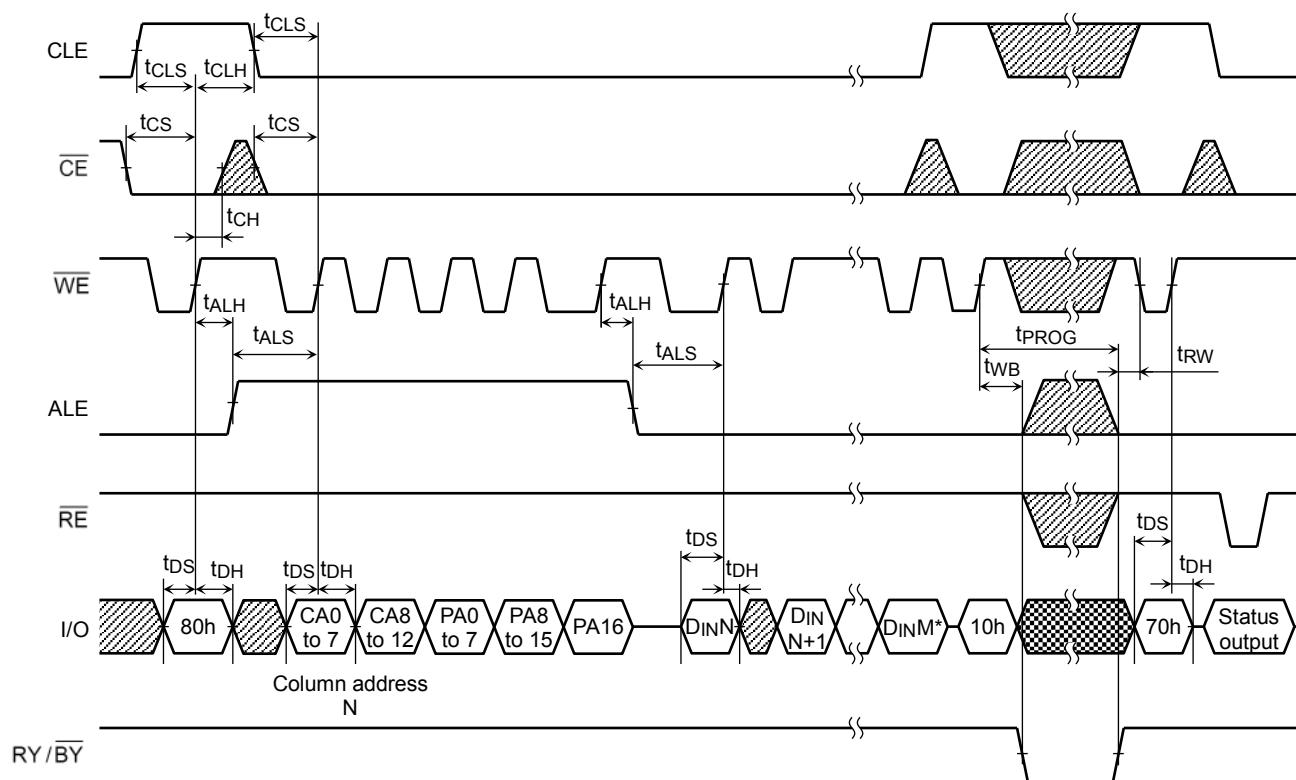 tCLS
CLE
tCLS tCLH
tCS tCS
CE
tCH
WE
tALH tALH
tALS tALS tPROG
tWB tRW
ALE
RE
tDS
tDS tDH tDS tDH tDH tDH
I/O 80h CA0 to 7 CA8 to 12 PA0 to 7 PA8 to 15 PA16 DINN DIN N+1 DINM* 10h 70h Status output
tDS
Column address
N
RY/BY